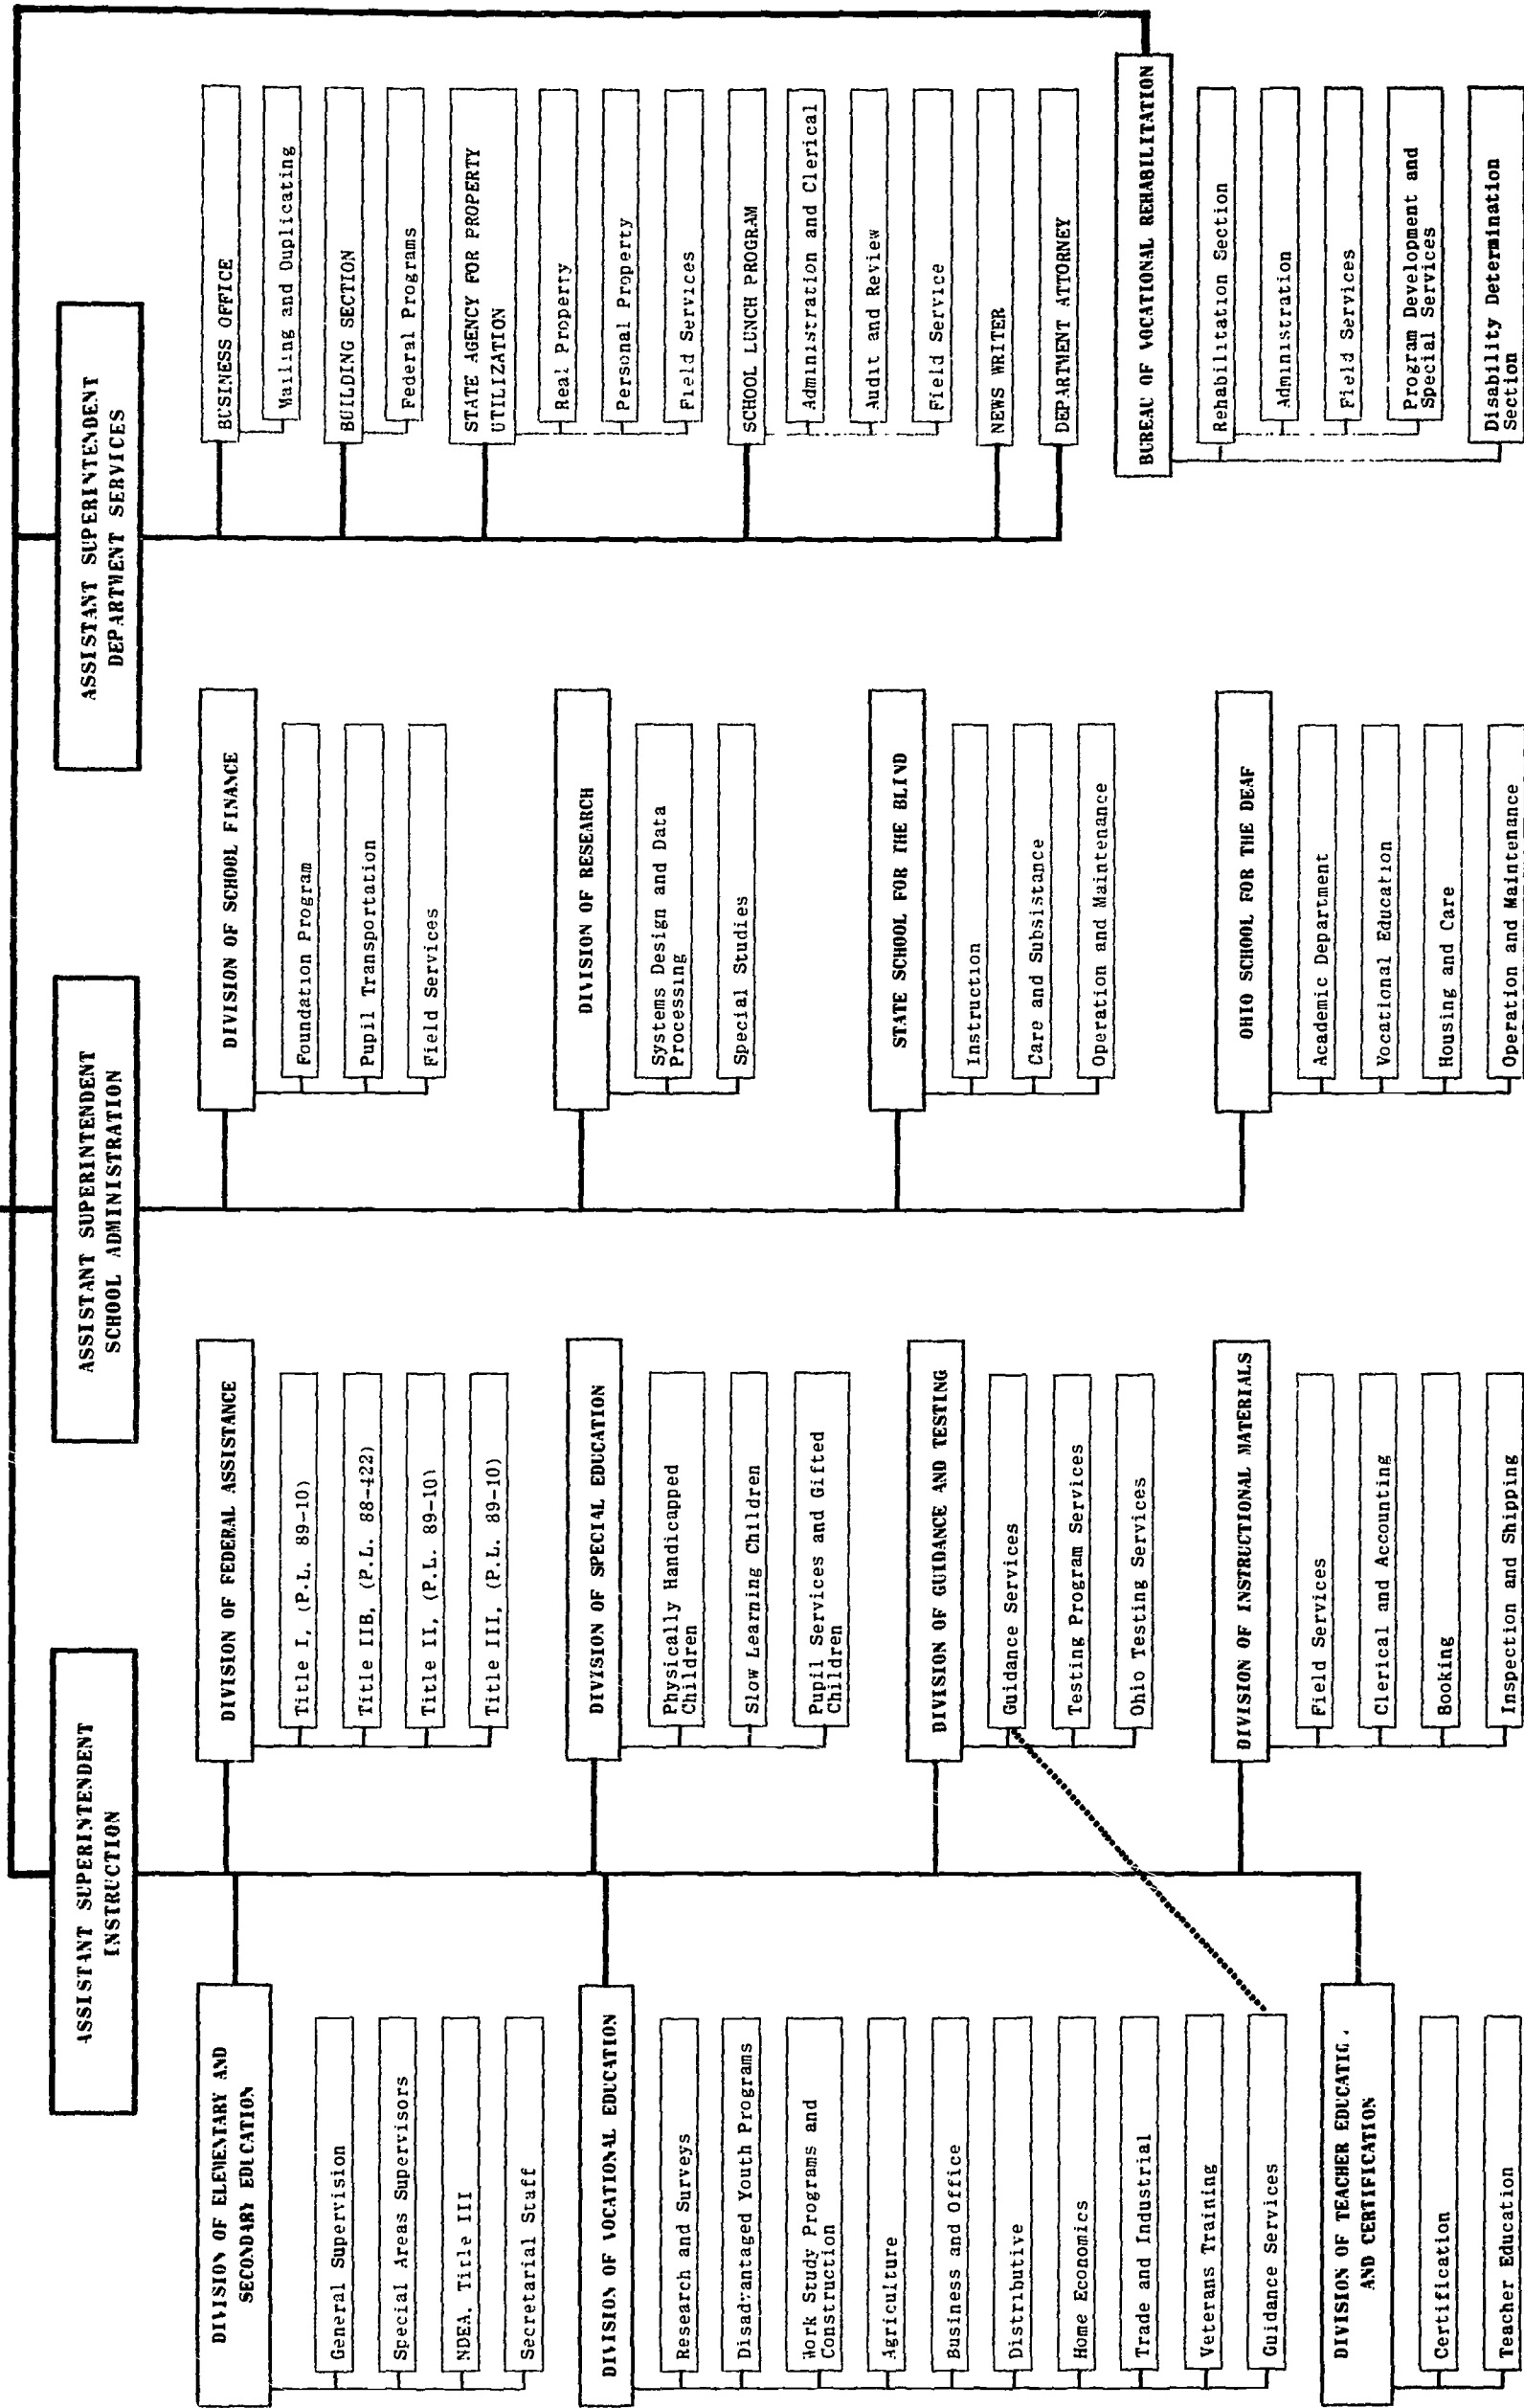 ASSISTANT SUPERINTENDENT
INSTRUCTION
DIVISION OF ELEMENTARY AND
SECONDARY EDUCATION
General Supervision
Special Areas Supervisors
NDEA, Title III
Secretarial Staff
DIVISION OF VOCATIONAL EDUCATION
Research and Surveys
Disadvantaged Youth Programs
Work Study Programs and
Construction
Agriculture
Business and Office
Distributive
Home Economics
Trade and Industrial
Veterans Training
Guidance Services
DIVISION OF TEACHER EDUCATIO
AND CERTIFICATION
Certification
Teacher Education
DIVISION OF FEDERAL ASSISTANCE
Title I, (P.L. 89-10)
Title IIB, (P.L. 88-422)
Title II, (P.L. 89-10)
Title III, (P.L. 89-10)
DIVISION OF SPECIAL EDUCATION
Physically Handicapped
Children
Slow Learning Children
Pupil Services and Gifted
Children
DIVISION OF GUIDANCE AND TESTING
Guidance Services
Testing Program Services
Ohio Testing Services
DIVISION OF INSTRUCTIONAL MATERIALS
Field Services
Clerical and Accounting
Booking
Inspection and Shipping
ASSISTANT SUPERINTENDENT
SCHOOL ADMINISTRATION
DIVISION OF SCHOOL FINANCE
Foundation Program
Pupil Transportation
Field Services
DIVISION OF RESEARCH
Systems Design and Data
Processing
Special Studies
STATE SCHOOL FOR THE BLIND
Instruction
Care and Subsistance
Operation and Maintenance
OHIO SCHOOL FOR THE DEAF
Academic Department
Vocational Education
Housing and Care
Operation and Maintenance
ASSISTANT SUPERINTENDENT
DEPARTMENT SERVICES
BUSINESS OFFICE
Mailing and Duplicating
BUILDING SECTION
Federal Programs
STATE AGENCY FOR PROPERTY
UTILIZATION
Real Property
Personal Property
Field Services
SCHOOL LUNCH PROGRAM
Administration and Clerical
Audit and Review
Field Service
NEWS WRITER
DEPARTMENT ATTORNEY
BUREAU OF VOCATIONAL REHABILITATION
Rehabilitation Section
Administration
Field Services
Program Development and
Special Services
Disability Determination
Section